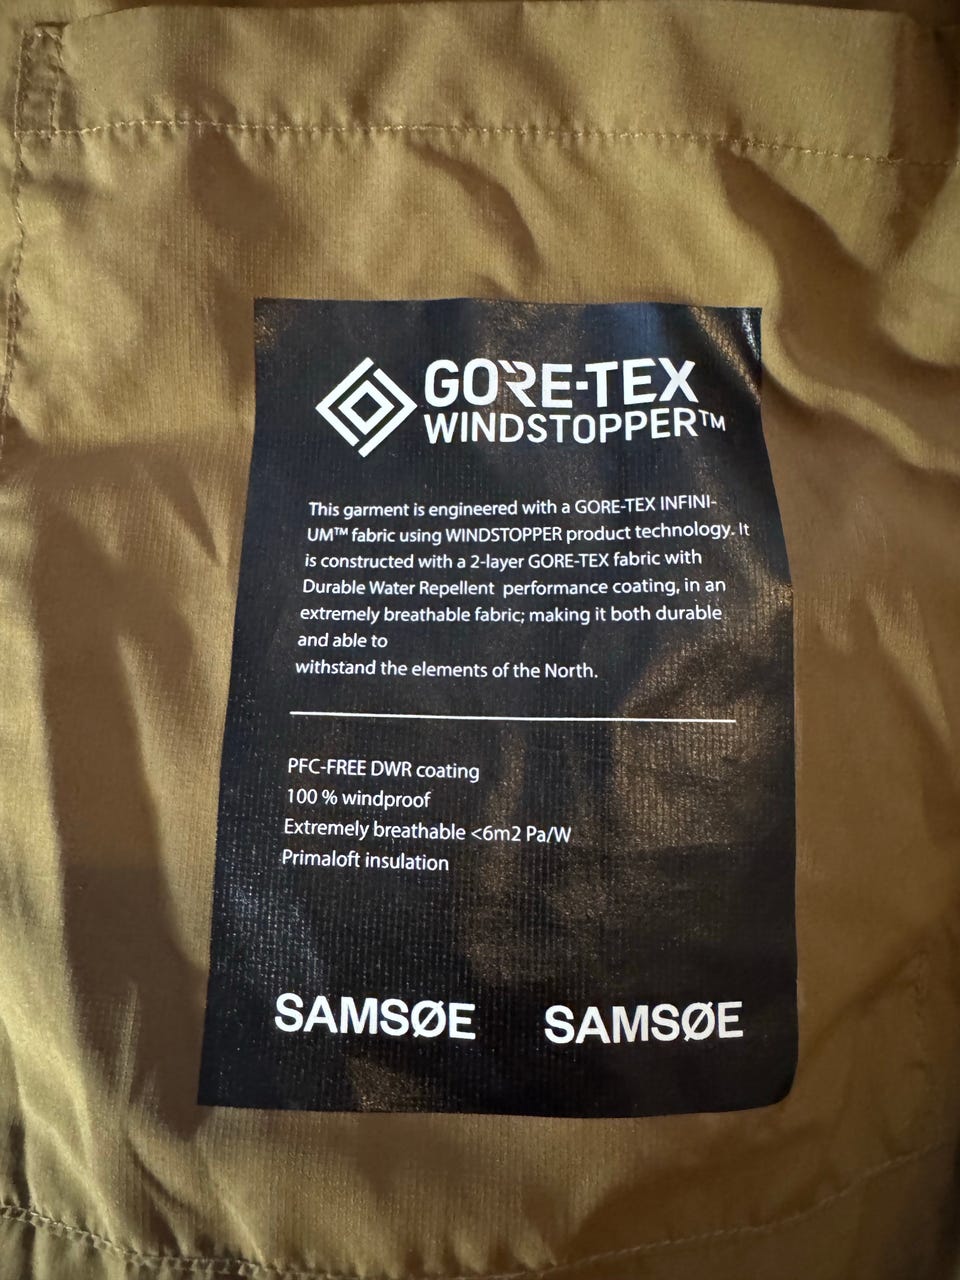 GORE-TEX
WINDSTOPPER™
This garment is engineered with a GORE-TEX INFINI-
UM™ fabric using WINDSTOPPER product technology. It
is constructed with a 2-layer GORE-TEX fabric with
Durable Water Repellent performance coating, in an
extremely breathable fabric; making it both durable
and able to
withstand the elements of the North.
PFC-FREE DWR coating
100 % windproof
Extremely breathable <6m2 Pa/W
Primaloft insulation
SAMSØE SAMSØE